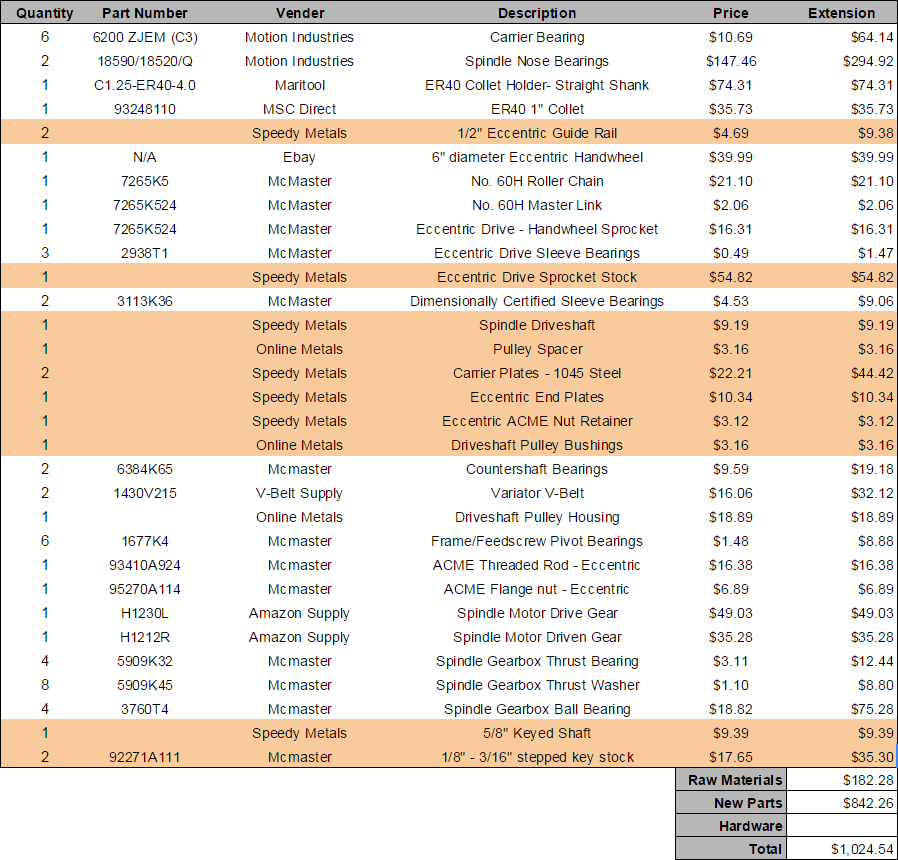 Quantity Part Number Vender Description Price Extension
6 6200 ZJEM (C3) Motion Industries Carrier Bearing $10.69 $64.14
2 18590/18520/Q Motion Industries Spindle Nose Bearings $147.46 $294.92
1 C1.25-ER40-4.0 Maritool ER40 Collet Holder- Straight Shank $74.31 $74.31
1 93248110 MSC Direct ER40 1" Collet $35.73 $35.73
2 Speedy Metals 1/2" Eccentric Guide Rail $4.69 $9.38
1 N/A Ebay 6" diameter Eccentric Handwheel $39.99 $39.99
1 7265K5 McMaster No. 60H Roller Chain $21.10 $21.10
1 7265K524 McMaster No. 60H Master Link $2.06 $2.06
1 7265K524 McMaster Eccentric Drive - Handwheel Sprocket $16.31 $16.31
3 2938T1 McMaster Eccentric Drive Sleeve Bearings $0.49 $1.47
1 Speedy Metals Eccentric Drive Sprocket Stock $54.82 $54.82
2 3113K36 McMaster Dimensionally Certified Sleeve Bearings $4.53 $9.06
1 Speedy Metals Spindle Driveshaft $9.19 $9.19
1 Online Metals Pulley Spacer $3.16 $3.16
2 Speedy Metals Carrier Plates - 1045 Steel $22.21 $44.42
1 Speedy Metals Eccentric End Plates $10.34 $10.34
1 Speedy Metals Eccentric ACME Nut Retainer $3.12 $3.12
1 Online Metals Driveshaft Pulley Bushings $3.16 $3.16
2 6384K65 Mcmaster Countershaft Bearings $9.59 $19.18
2 1430V215 V-Belt Supply Variator V-Belt $16.06 $32.12
1 Online Metals Driveshaft Pulley Housing $18.89 $18.89
6 1677K4 Mcmaster Frame/Feedscrew Pivot Bearings $1.48 $8.88
1 93410A924 Mcmaster ACME Threaded Rod - Eccentric $16.38 $16.38
1 95270A114 Mcmaster ACME Flange nut - Eccentric $6.89 $6.89
1 H1230L Amazon Supply Spindle Motor Drive Gear $49.03 $49.03
1 H1212R Amazon Supply Spindle Motor Driven Gear $35.28 $35.28
4 5909K32 Mcmaster Spindle Gearbox Thrust Bearing $3.11 $12.44
8 5909K45 Mcmaster Spindle Gearbox Thrust Washer $1.10 $8.80
4 3760T4 Mcmaster Spindle Gearbox Ball Bearing $18.82 $75.28
1 Speedy Metals 5/8" Keyed Shaft $9.39 $9.39
2 92271A111 Mcmaster 1/8" - 3/16" stepped key stock $17.65 $35.30
Raw Materials $182.28
New Parts $842.26
Hardware
Total $1,024.54